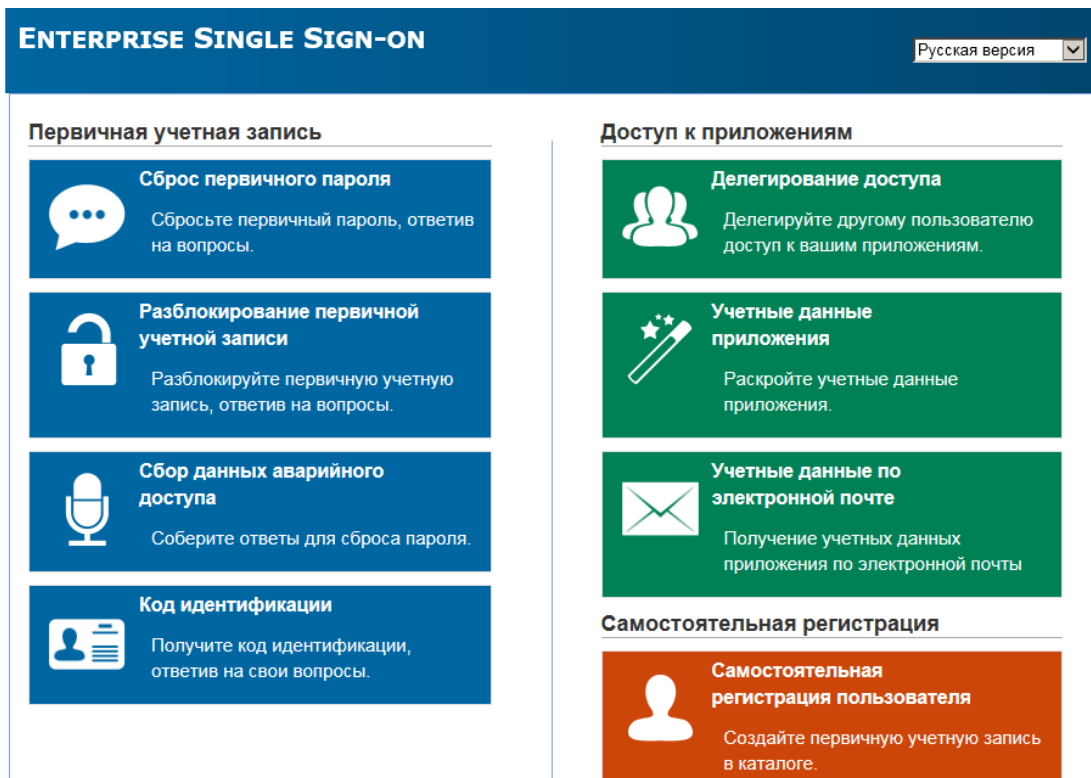 ENTERPRISE SINGLE SIGN-ON
Русская версия
Первичная учетная запись
Сброс первичного пароля
Сбросьте первичный пароль, ответив
на вопросы.
Разблокирование первичной
учетной записи
Разблокируйте первичную учетную
запись, ответив на вопросы.
Сбор данных аварийного
доступа
Соберите ответы для сброса пароля.
Код идентификации
Получите код идентификации,
ответив на свои вопросы.
Доступ к приложениям
Делегирование доступа
Делегируйте другому пользователю
доступ к вашим приложениям.
Учетные данные
приложения
Раскройте учетные данные
приложения.
Учетные данные по
электронной почте
Получение учетных данных
приложения по электронной почты
Самостоятельная регистрация
Самостоятельная
регистрация пользователя
Создайте первичную учетную запись
в каталоге.